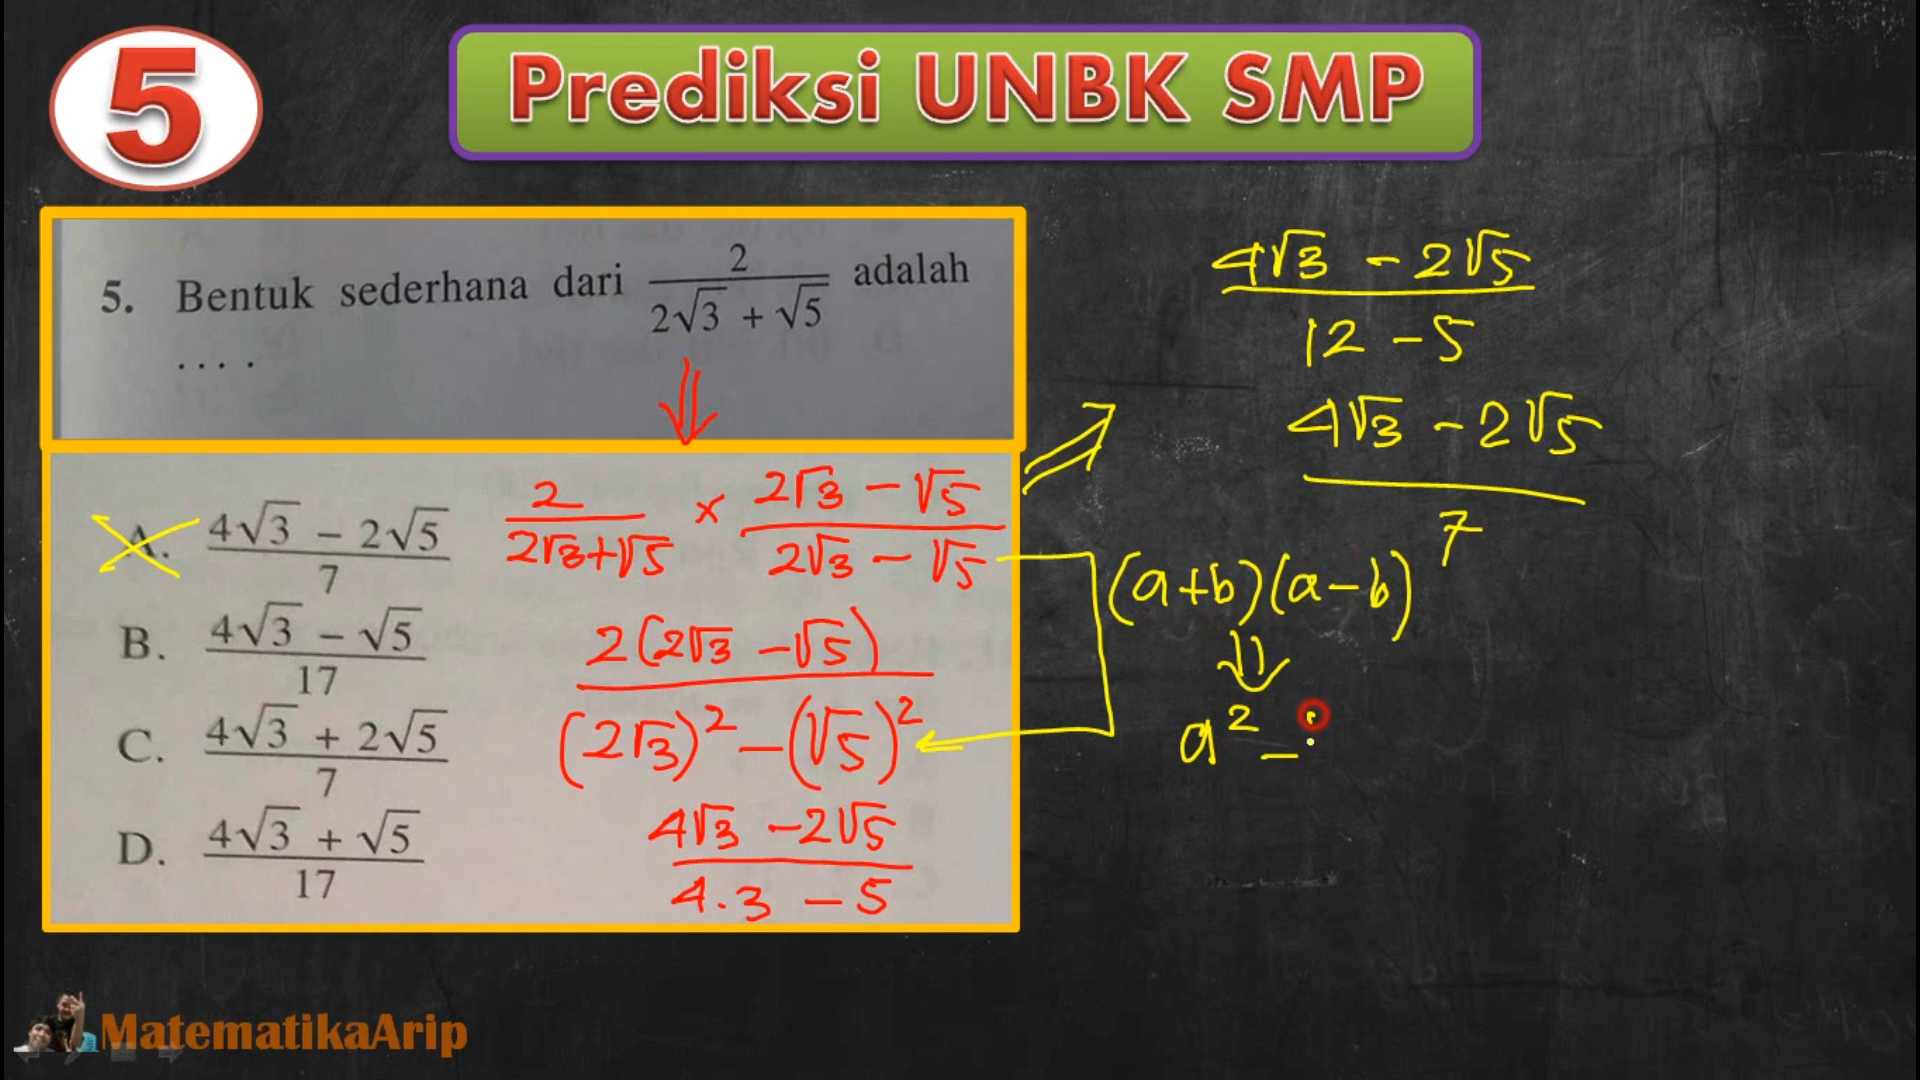 5
Prediksi UNBK SMP
5. Bentuk sederhana dari 2/(2√3 + √5) adalah
. . . .
A. (4√3 − 2√5)/7
B. (4√3 − √5)/17
C. (4√3 + 2√5)/7
D. (4√3 + √5)/17
2/(2√3+√5) × (2√3 − √5)/(2√3 − √5)
2(2√3 − √5)/((2√3)² − (√5)²)
(4√3 − 2√5)/(4.3 − 5)
(4√3 − 2√5)/(12 − 5)
(4√3 − 2√5)/7
(a+b)(a−b)
a² −
MatematikaArip